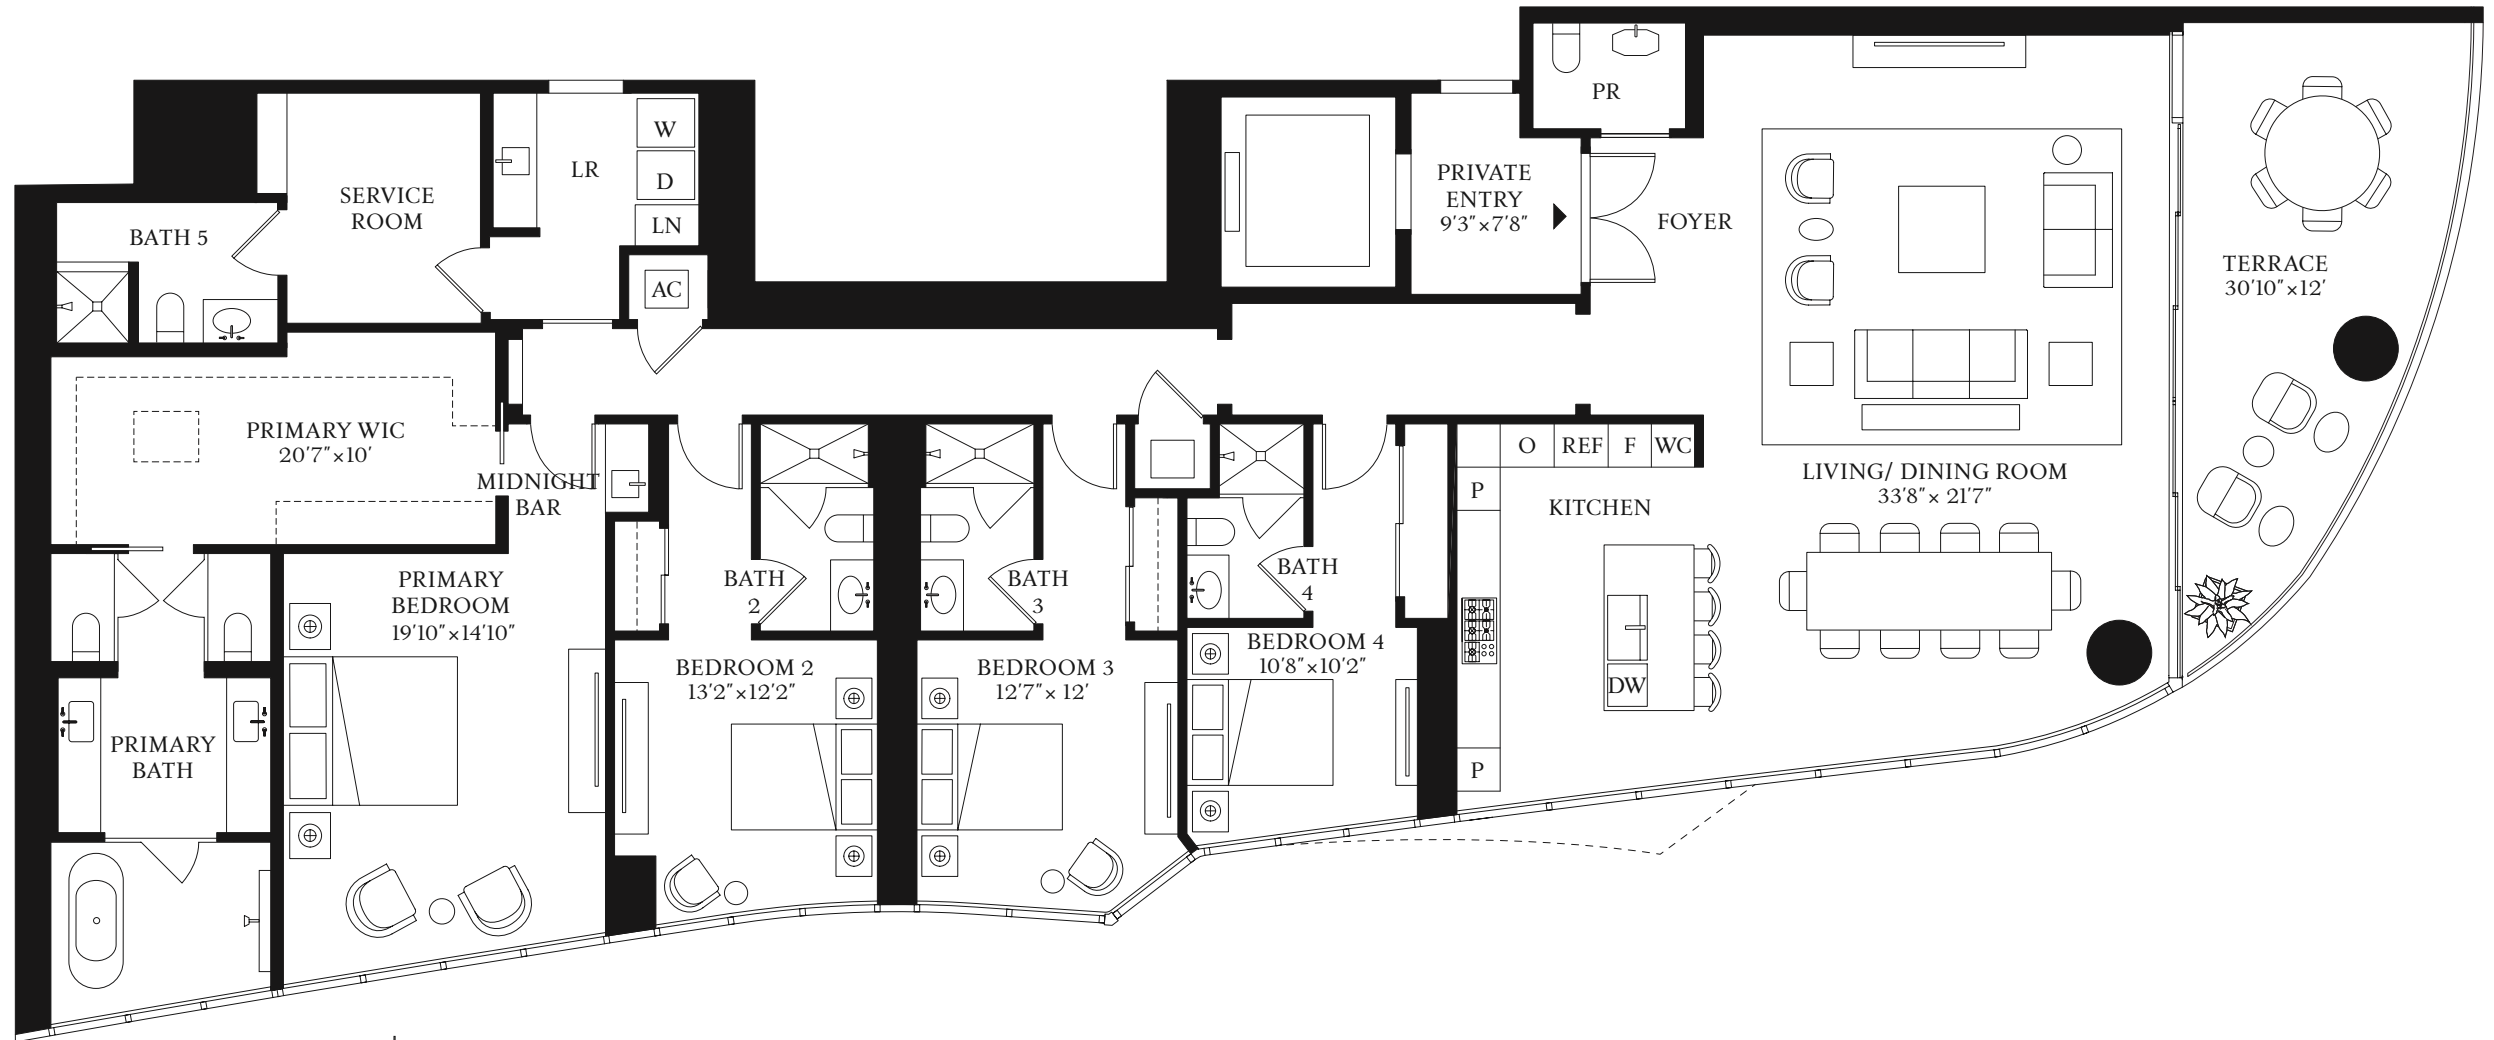 PR
W
LR
D
PRIVATE
ENTRY
9'3"×7'8"
SERVICE
ROOM
LN
FOYER
BATH 5
TERRACE
30'10"×12'
AC
PRIMARY WIC
20'7"×10'
O
REF
F
WC
MIDNIGHT
BAR
P
KITCHEN
LIVING/ DINING ROOM
33'8"× 21'7"
PRIMARY
BEDROOM
19'10"×14'10"
BATH
2
BATH
3
BATH
4
BEDROOM 2
13'2"×12'2"
BEDROOM 3
12'7"× 12'
BEDROOM 4
10'8"×10'2"
DW
PRIMARY
BATH
P